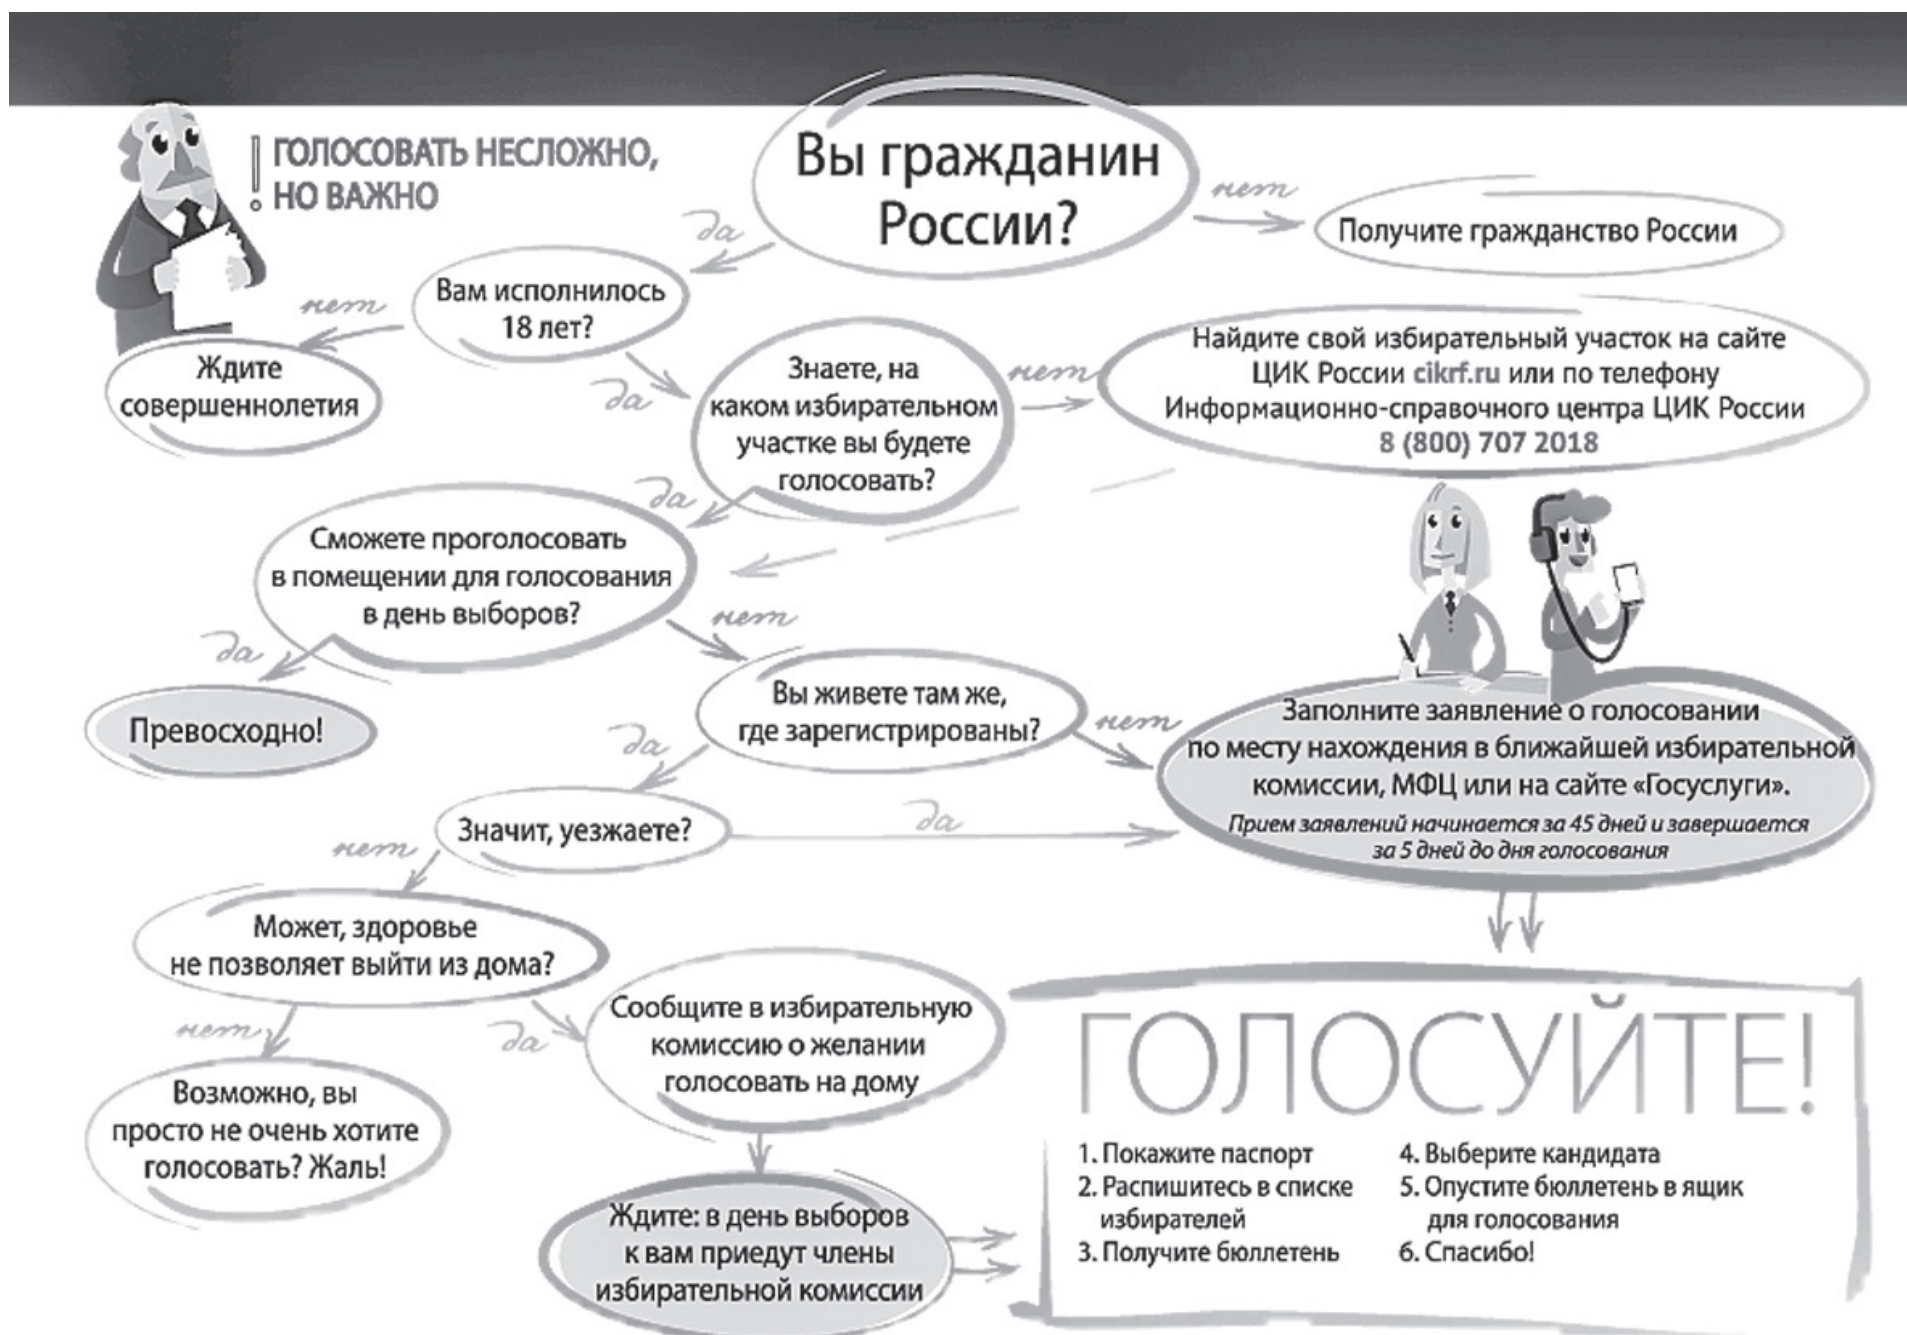 ! ГОЛОСОВАТЬ НЕСЛОЖНО,
НО ВАЖНО
Вы гражданин
России?
нет
Получите гражданство России
да
Вам исполнилось
18 лет?
нет
Ждите
совершеннолетия
да
Знаете, на
каком избирательном
участке вы будете
голосовать?
нет
Найдите свой избирательный участок на сайте
ЦИК России cikrf.ru или по телефону
Информационно-справочного центра ЦИК России
8 (800) 707 2018
да
Сможете проголосовать
в помещении для голосования
в день выборов?
да
Превосходно!
нет
Вы живете там же,
где зарегистрированы?
нет
Заполните заявление о голосовании
по месту нахождения в ближайшей избирательной
комиссии, МФЦ или на сайте «Госуслуги».
Прием заявлений начинается за 45 дней и завершается
за 5 дней до дня голосования
да
Значит, уезжаете?
да
нет
Может, здоровье
не позволяет выйти из дома?
нет
Возможно, вы
просто не очень хотите
голосовать? Жаль!
да
Сообщите в избирательную
комиссию о желании
голосовать на дому
Ждите: в день выборов
к вам приедут члены
избирательной комиссии
ГОЛОСУЙТЕ!
1. Покажите паспорт
2. Распишитесь в списке
избирателей
3. Получите бюллетень
4. Выберите кандидата
5. Опустите бюллетень в ящик
для голосования
6. Спасибо!